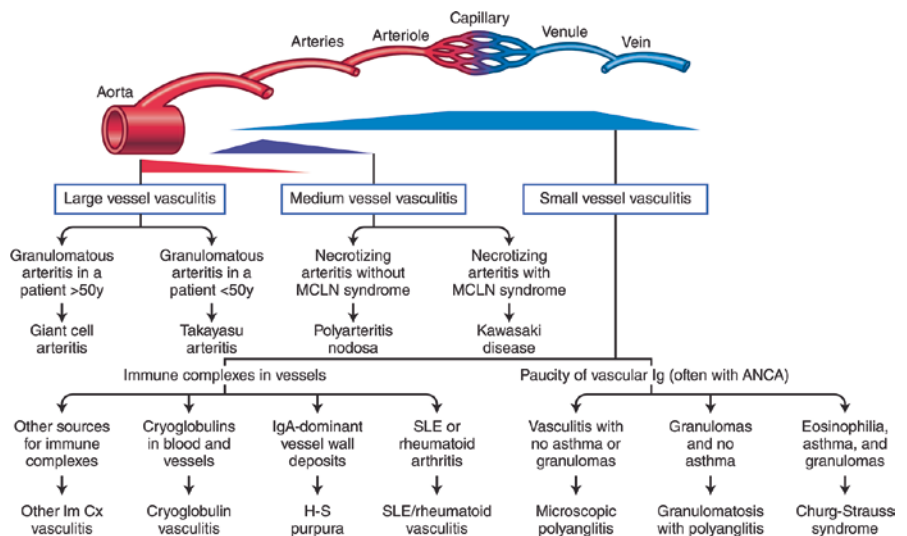 Capillary
Arteriole
Venule
Arteries
Vein
Aorta
Large vessel vasculitis
Medium vessel vasculitis
Small vessel vasculitis
Granulomatous
arteritis in a
patient >50y
Granulomatous
arteritis in a
patient <50y
Necrotizing
arteritis without
MCLN syndrome
Necrotizing
arteritis with
MCLN syndrome
Giant cell
arteritis
Takayasu
arteritis
Polyarteritis
nodosa
Kawasaki
disease
Immune complexes in vessels
Paucity of vascular Ig (often with ANCA)
Other sources
for immune
complexes
Cryoglobulins
in blood and
vessels
IgA-dominant
vessel wall
deposits
SLE or
rheumatoid
arthritis
Vasculitis with
no asthma or
granulomas
Granulomas
and no
asthma
Eosinophilia,
asthma, and
granulomas
Other Im Cx
vasculitis
Cryoglobulin
vasculitis
H-S
purpura
SLE/rheumatoid
vasculitis
Microscopic
polyangiitis
Granulomatosis
with polyangiitis
Churg-Strauss
syndrome